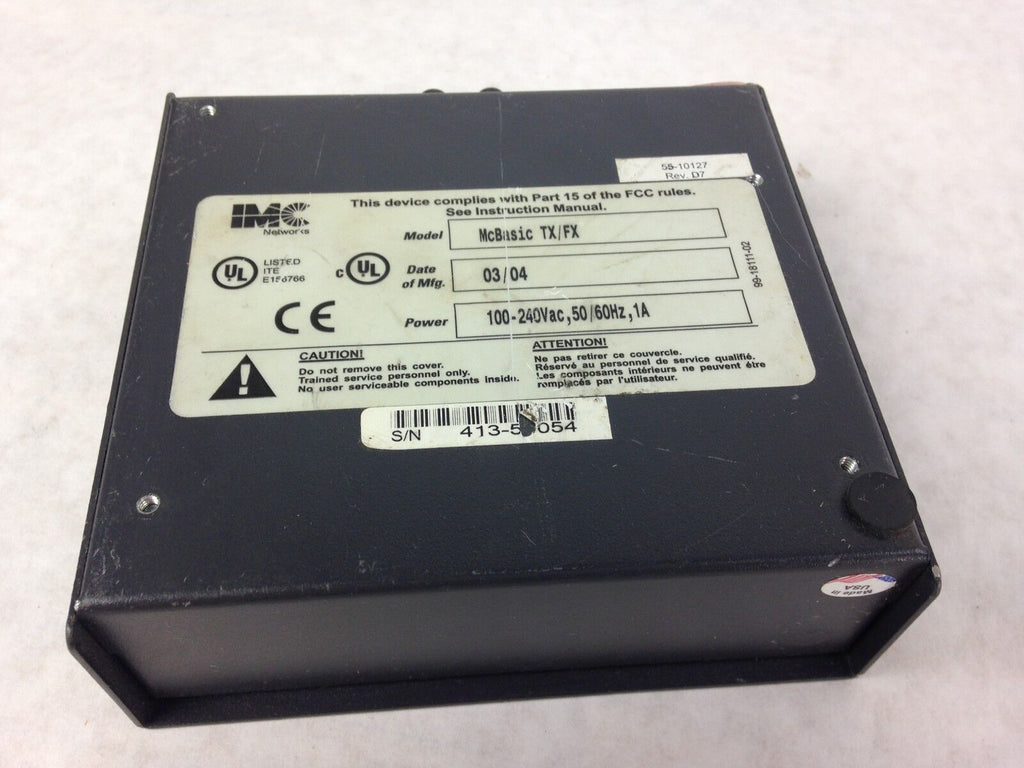 55-10127
Rev. D7
This device complies with Part 15 of the FCC rules.
See Instruction Manual.
IMC
Networks
Model McBasic TX/FX
UL LISTED
ITE
E156766
c UL
Date
of Mfg. 03/04
99-18111-02
CE
Power 100-240Vac,50/60Hz,1A
CAUTION!
Do not remove this cover.
Trained service personnel only.
No user serviceable components inside.
ATTENTION!
Ne pas retirer ce couvercle.
Réservé au personnel de service qualifié.
Les composants intérieurs ne peuvent être
remplacés par l'utilisateur.
S/N
Made in
USA